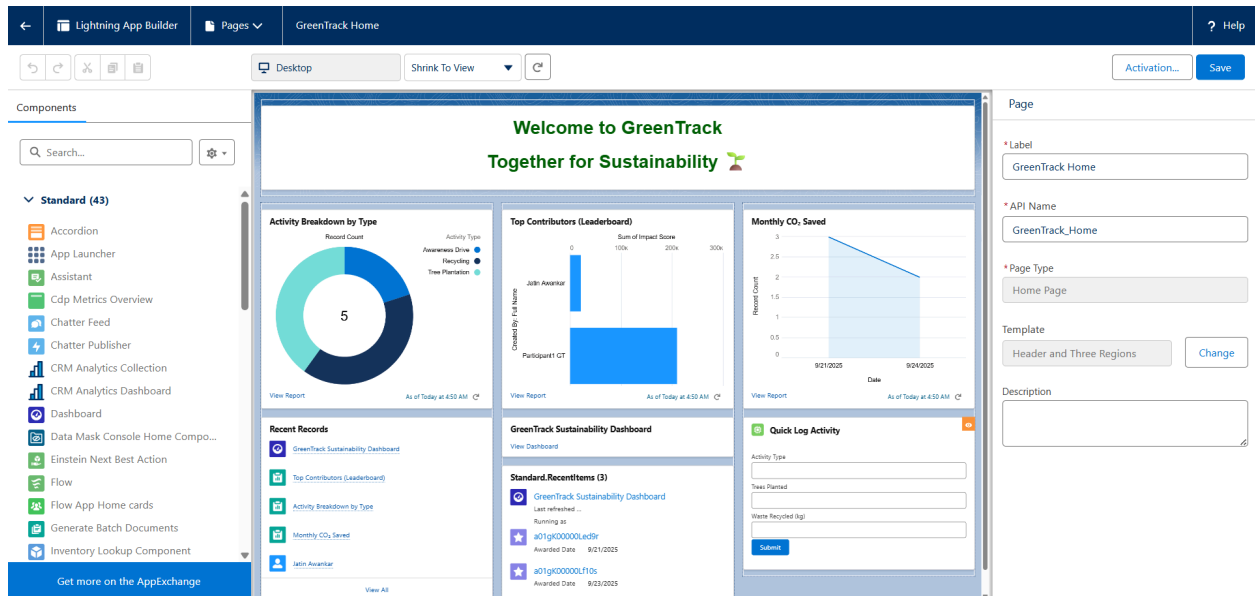 Lightning App Builder
Pages
GreenTrack Home
? Help
Desktop
Shrink To View
Activation...
Save
Components
Search...
Standard (43)
Accordion
App Launcher
Assistant
Cdp Metrics Overview
Chatter Feed
Chatter Publisher
CRM Analytics Collection
CRM Analytics Dashboard
Dashboard
Data Mask Console Home Compo...
Einstein Next Best Action
Flow
Flow App Home cards
Generate Batch Documents
Inventory Lookup Component
Get more on the AppExchange
Welcome to GreenTrack
Together for Sustainability 🌱
Activity Breakdown by Type
Record Count
Activity Type
Awareness Drive
Recycling
Tree Plantation
5
View Report
As of Today at 4:50 AM
Top Contributors (Leaderboard)
Sum of Impact Score
0 100k 200k 300k
Created By: Full Name
Jatin Awankar
Participant1 GT
View Report
As of Today at 4:50 AM
Monthly CO₂ Saved
Record Count
3
2.5
2
1.5
1
0.5
0
9/21/2025 9/24/2025
Date
View Report
As of Today at 4:50 AM
Recent Records
GreenTrack Sustainability Dashboard
Top Contributors (Leaderboard)
Activity Breakdown by Type
Monthly CO₂ Saved
Jatin Awankar
View All
GreenTrack Sustainability Dashboard
View Dashboard
Standard.RecentItems (3)
GreenTrack Sustainability Dashboard
Last refreshed ...
Running as
a01gK00000Led9r
Awarded Date 9/21/2025
a01gK00000Lf10s
Awarded Date 9/23/2025
Quick Log Activity
Activity Type
Trees Planted
Waste Recycled (kg)
Submit
Page
*Label
GreenTrack Home
*API Name
GreenTrack_Home
*Page Type
Home Page
Template
Header and Three Regions
Change
Description